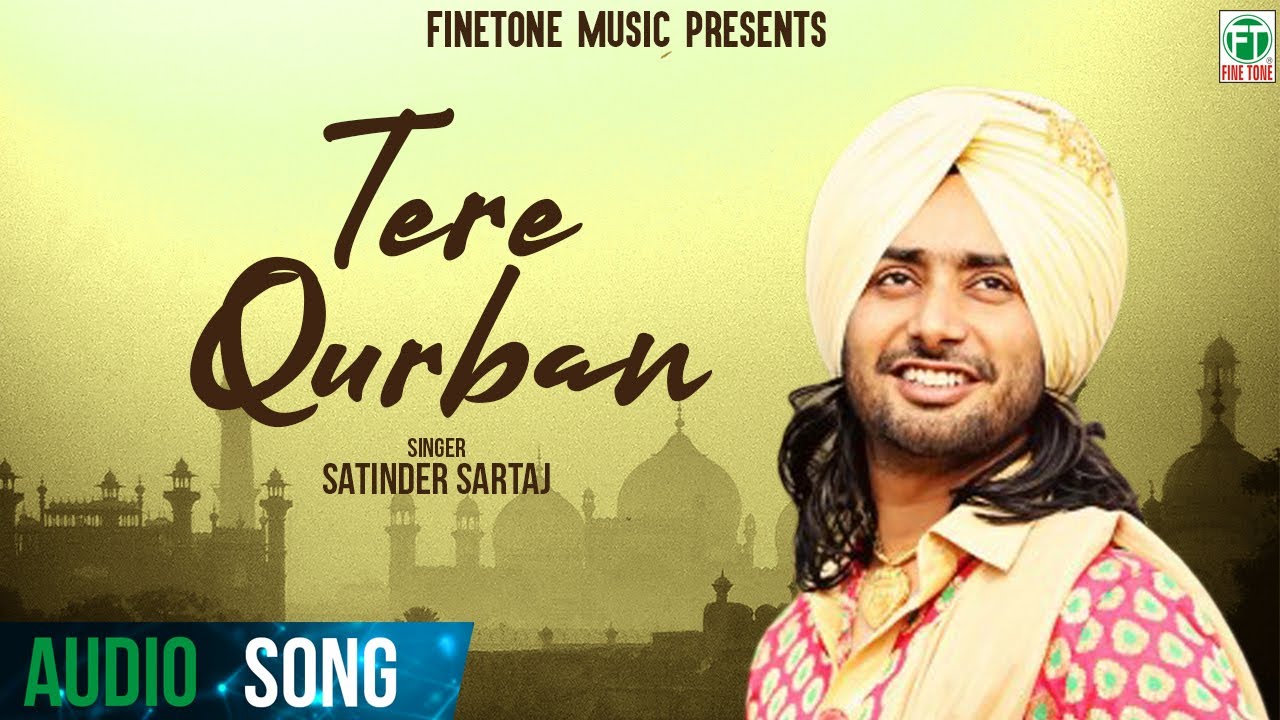 FINETONE MUSIC PRESENTS
FT
FINE TONE
®
Tere
Qurban
SINGER
SATINDER SARTAJ
AUDIO SONG